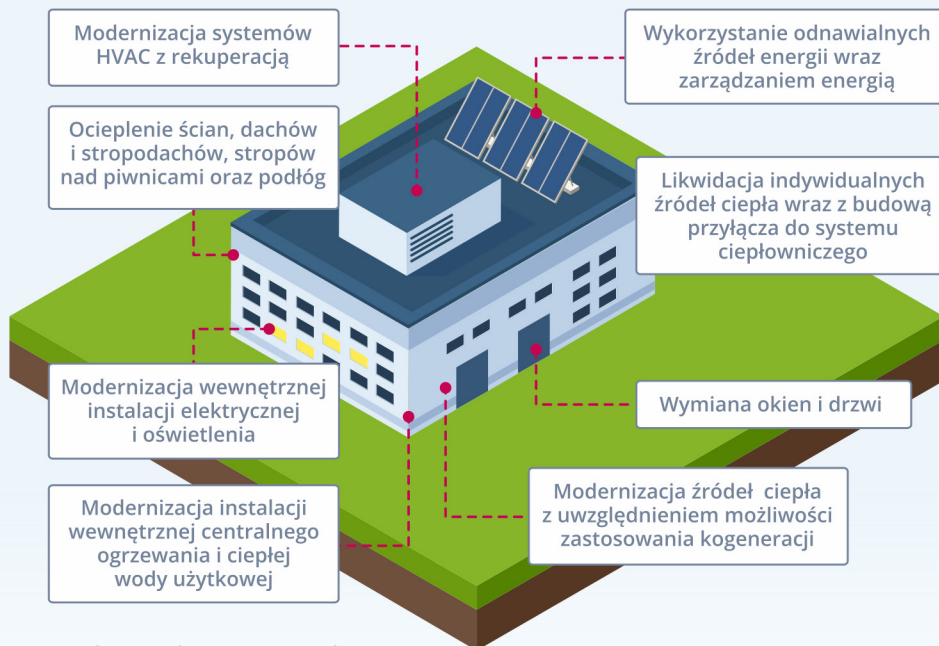 Modernizacja systemów
HVAC z rekuperacją
Wykorzystanie odnawialnych
źródeł energii wraz
zarządzaniem energią
Ocieplenie ścian, dachów
i stropodachów, stropów
nad piwnicami oraz podłóg
Likwidacja indywidualnych
źródeł ciepła wraz z budową
przyłącza do systemu
ciepłowniczego
Modernizacja wewnętrznej
instalacji elektrycznej
i oświetlenia
Wymiana okien i drzwi
Modernizacja instalacji
wewnętrznej centralnego
ogrzewania i ciepłej
wody użytkowej
Modernizacja źródeł ciepła
z uwzględnieniem możliwości
zastosowania kogeneracji